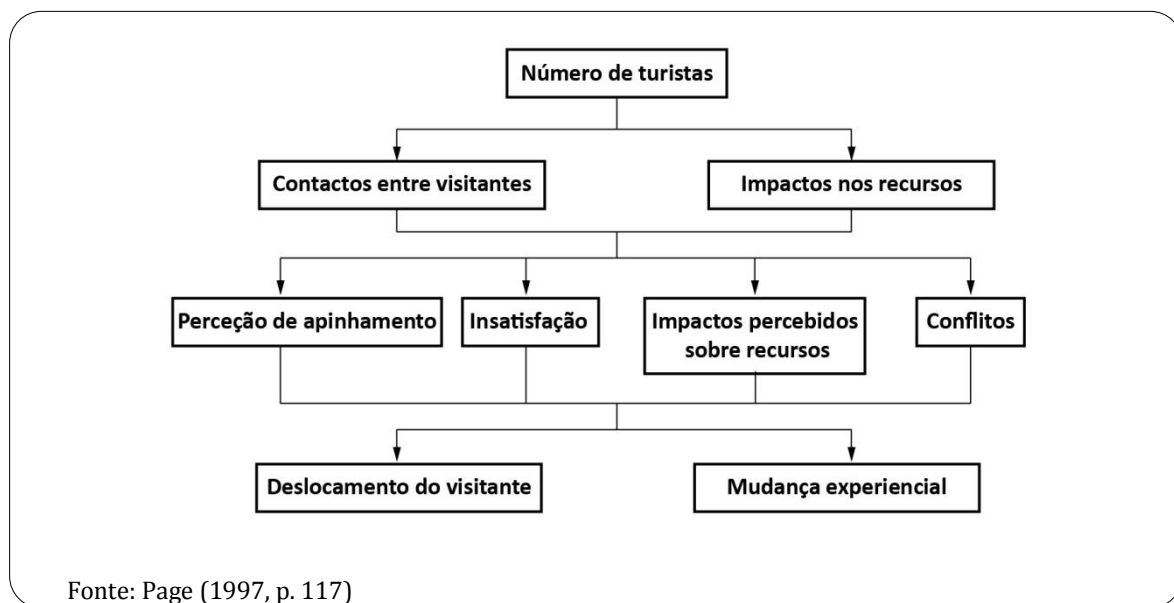 Número de turistas
Contactos entre visitantes
Impactos nos recursos
Perceção de apinhamento
Insatisfação
Impactos percebidos
sobre recursos
Conflitos
Deslocamento do visitante
Mudança experiencial
Fonte: Page (1997, p. 117)